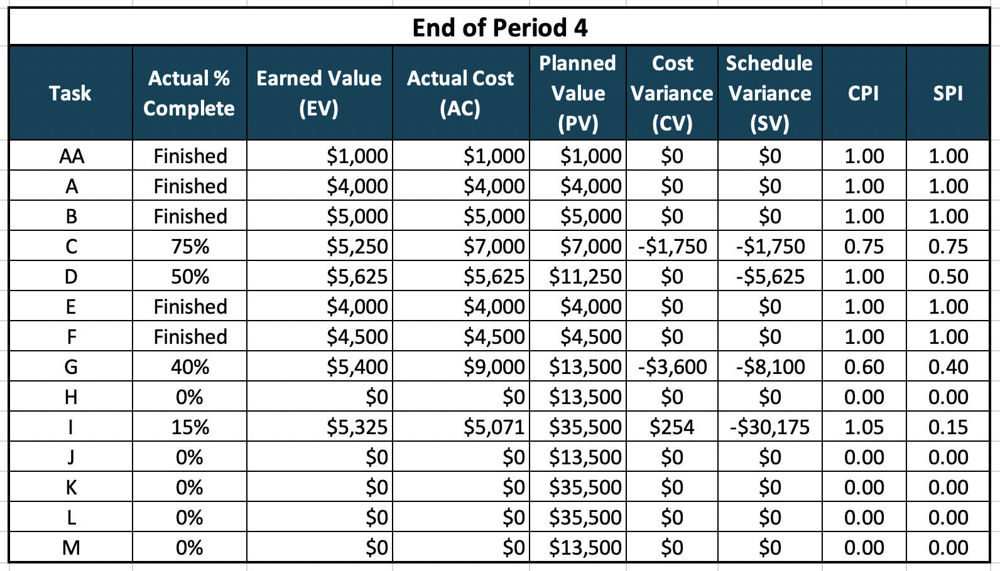 End of Period 4
Task Actual % Complete Earned Value (EV) Actual Cost (AC) Planned Value (PV) Cost Variance (CV) Schedule Variance (SV) CPI SPI
AA Finished $1,000 $1,000 $1,000 $0 $0 1.00 1.00
A Finished $4,000 $4,000 $4,000 $0 $0 1.00 1.00
B Finished $5,000 $5,000 $5,000 $0 $0 1.00 1.00
C 75% $5,250 $7,000 $7,000 -$1,750 -$1,750 0.75 0.75
D 50% $5,625 $5,625 $11,250 $0 -$5,625 1.00 0.50
E Finished $4,000 $4,000 $4,000 $0 $0 1.00 1.00
F Finished $4,500 $4,500 $4,500 $0 $0 1.00 1.00
G 40% $5,400 $9,000 $13,500 -$3,600 -$8,100 0.60 0.40
H 0% $0 $0 $13,500 $0 $0 0.00 0.00
I 15% $5,325 $5,071 $35,500 $254 -$30,175 1.05 0.15
J 0% $0 $0 $13,500 $0 $0 0.00 0.00
K 0% $0 $0 $35,500 $0 $0 0.00 0.00
L 0% $0 $0 $35,500 $0 $0 0.00 0.00
M 0% $0 $0 $13,500 $0 $0 0.00 0.00